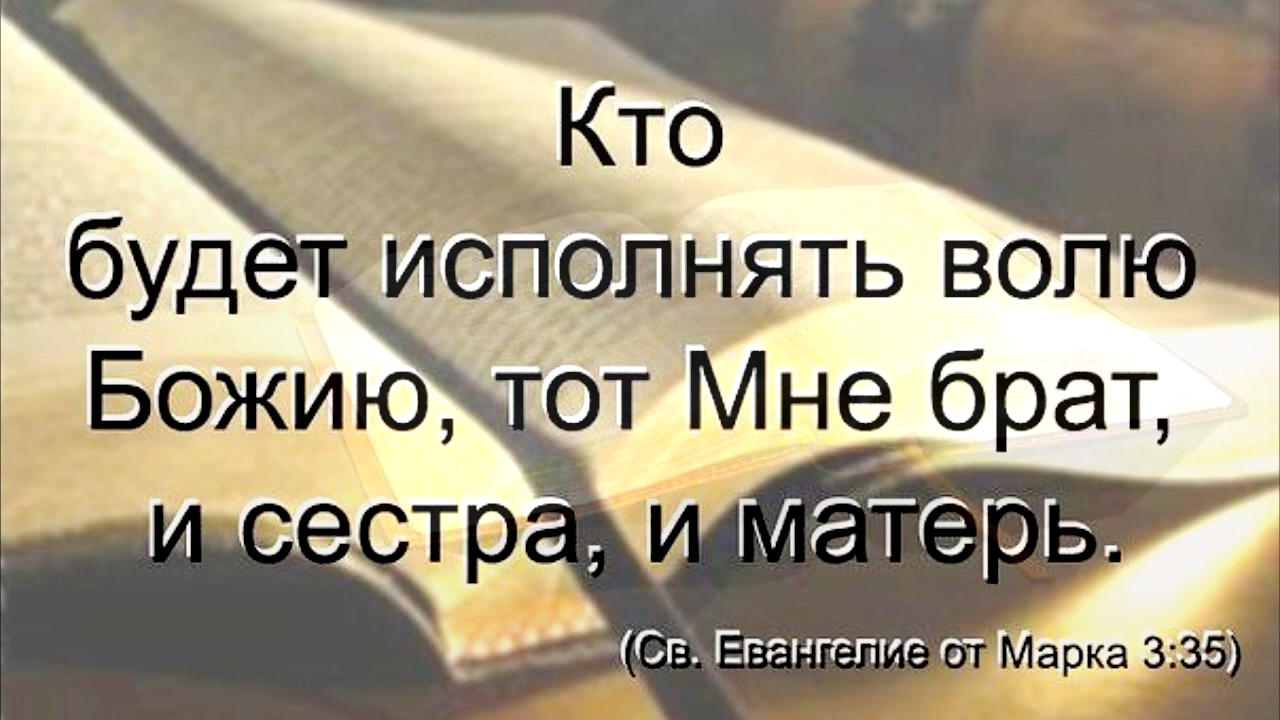 Кто
будет исполнять волю
Божию, тот Мне брат,
и сестра, и матерь.
(Св. Евангелие от Марка 3:35)